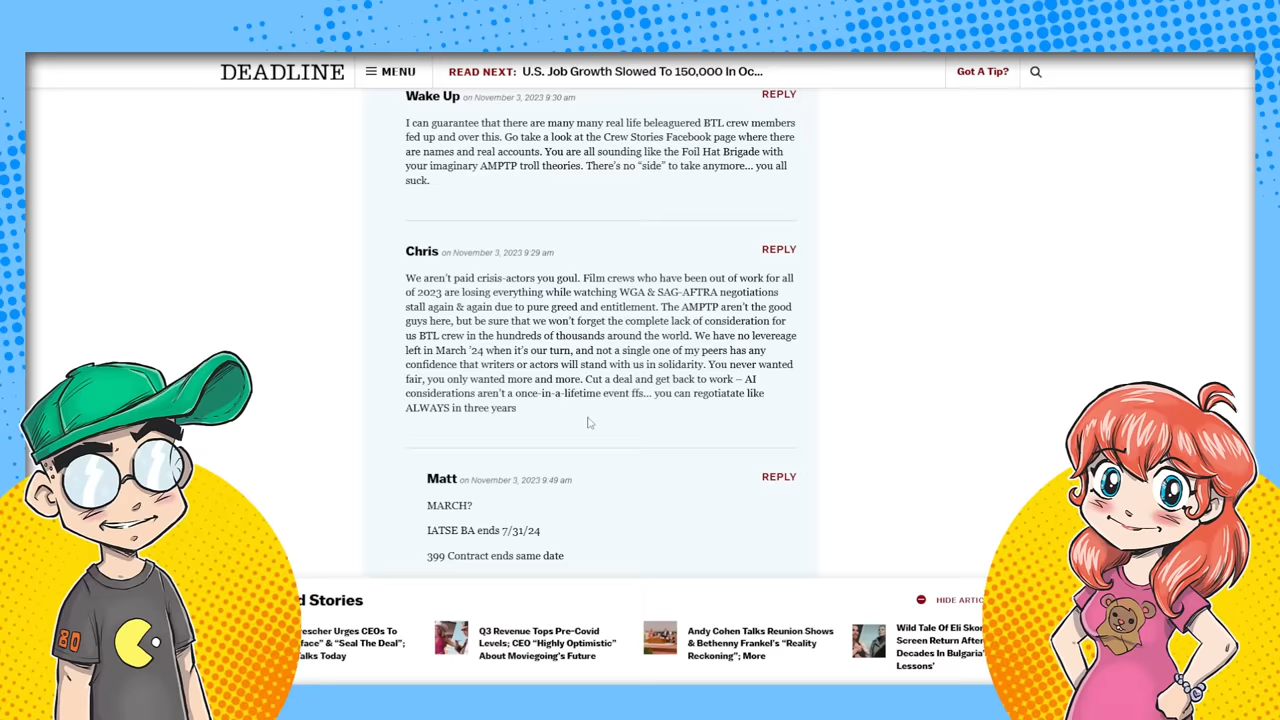 DEADLINE MENU READ NEXT: U.S. Job Growth Slowed To 150,000 In Oc... Got A Tip?
Wake Up on November 3, 2023 9:30 am REPLY
I can guarantee that there are many many real life beleaguered BTL crew members
fed up and over this. Go take a look at the Crew Stories Facebook page where there
are names and real accounts. You are all sounding like the Foil Hat Brigade with
your imaginary AMPTP troll theories. There's no “side” to take anymore... you all
suck.
Chris on November 3, 2023 9:29 am REPLY
We aren't paid crisis-actors you goul. Film crews who have been out of work for all
of 2023 are losing everything while watching WGA & SAG-AFTRA negotiations
stall again & again due to pure greed and entitlement. The AMPTP aren't the good
guys here, but be sure that we won't forget the complete lack of consideration for
us BTL crew in the hundreds of thousands around the world. We have no levereage
left in March '24 when it's our turn, and not a single one of my peers has any
confidence that writers or actors will stand with us in solidarity. You never wanted
fair, you only wanted more and more. Cut a deal and get back to work – AI
considerations aren't a once-in-a-lifetime event ffs... you can negotiatate like
ALWAYS in three years
Matt on November 3, 2023 9:49 am REPLY
MARCH?
IATSE BA ends 7/31/24
399 Contract ends same date
d Stories HIDE ARTIC
rescher Urges CEOs To
face” & “Seal The Deal”;
alks Today
Q3 Revenue Tops Pre-Covid
Levels; CEO “Highly Optimistic”
About Moviegoing's Future
Andy Cohen Talks Reunion Shows
& Bethenny Frankel's “Reality
Reckoning”; More
Wild Tale Of Eli Skor
Screen Return After
Decades In Bulgaria'
Lessons'
80